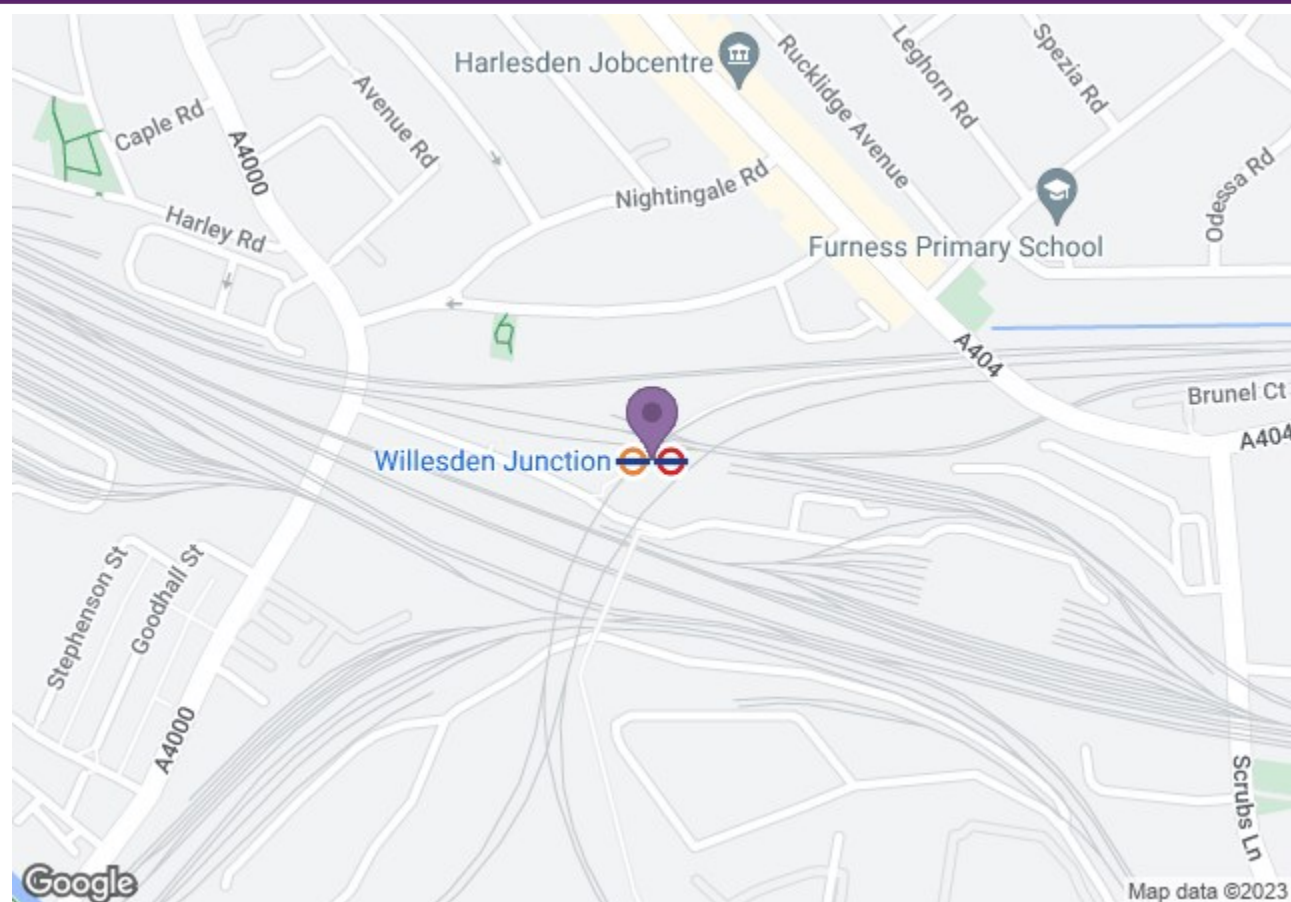 Harlesden Jobcentre
Rucklidge Avenue
Leghorn Rd
Spezia Rd
Caple Rd
A4000
Avenue Rd
Nightingale Rd
Odessa Rd
Harley Rd
Furness Primary School
A404
Brunel Ct
A404
Willesden Junction
Stephenson St
Goodhall St
A4000
Scrubs Ln
Google
Map data ©2023